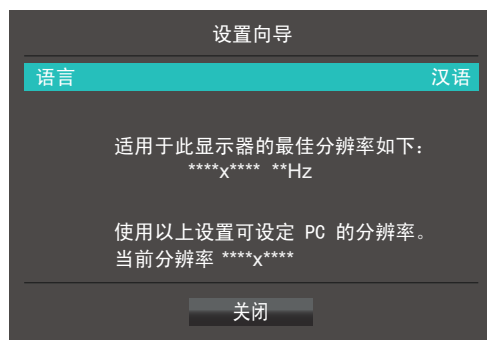 设置向导
语言 汉语
适用于此显示器的最佳分辨率如下：
****x**** **Hz
使用以上设置可设定 PC 的分辨率。
当前分辨率 ****x****
关闭